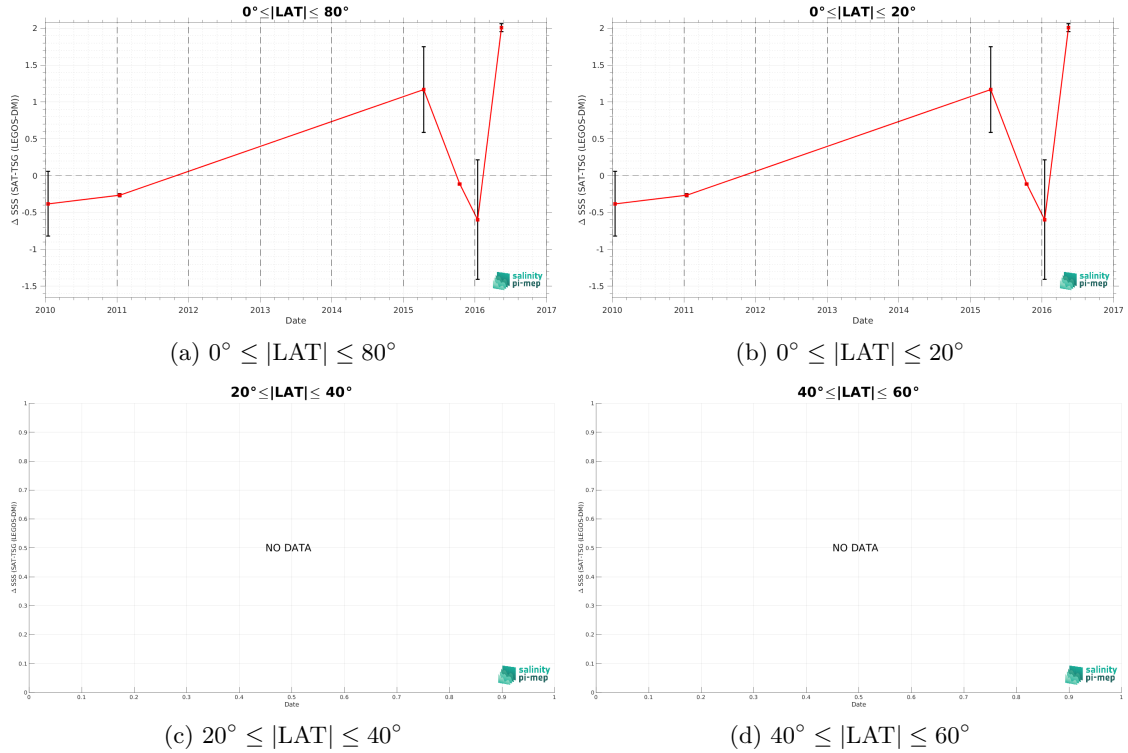 0°≤|LAT|≤ 80°
2
1.5
1
0.5
0
-0.5
-1
-1.5
Δ SSS (SAT-TSG (LEGOS-DM))
2010 2011 2012 2013 2014 2015 2016 2017
Date
salinity
pi-mep
(a) 0° ≤ |LAT| ≤ 80°
0°≤|LAT|≤ 20°
2
1.5
1
0.5
0
-0.5
-1
-1.5
Δ SSS (SAT-TSG (LEGOS-DM))
2010 2011 2012 2013 2014 2015 2016 2017
Date
salinity
pi-mep
(b) 0° ≤ |LAT| ≤ 20°
20°≤|LAT|≤ 40°
1
0.9
0.8
0.7
0.6
0.5
0.4
0.3
0.2
0.1
0
Δ SSS (SAT-TSG (LEGOS-DM))
NO DATA
0 0.1 0.2 0.3 0.4 0.5 0.6 0.7 0.8 0.9 1
Date
salinity
pi-mep
(c) 20° ≤ |LAT| ≤ 40°
40°≤|LAT|≤ 60°
1
0.9
0.8
0.7
0.6
0.5
0.4
0.3
0.2
0.1
0
Δ SSS (SAT-TSG (LEGOS-DM))
NO DATA
0 0.1 0.2 0.3 0.4 0.5 0.6 0.7 0.8 0.9 1
Date
salinity
pi-mep
(d) 40° ≤ |LAT| ≤ 60°